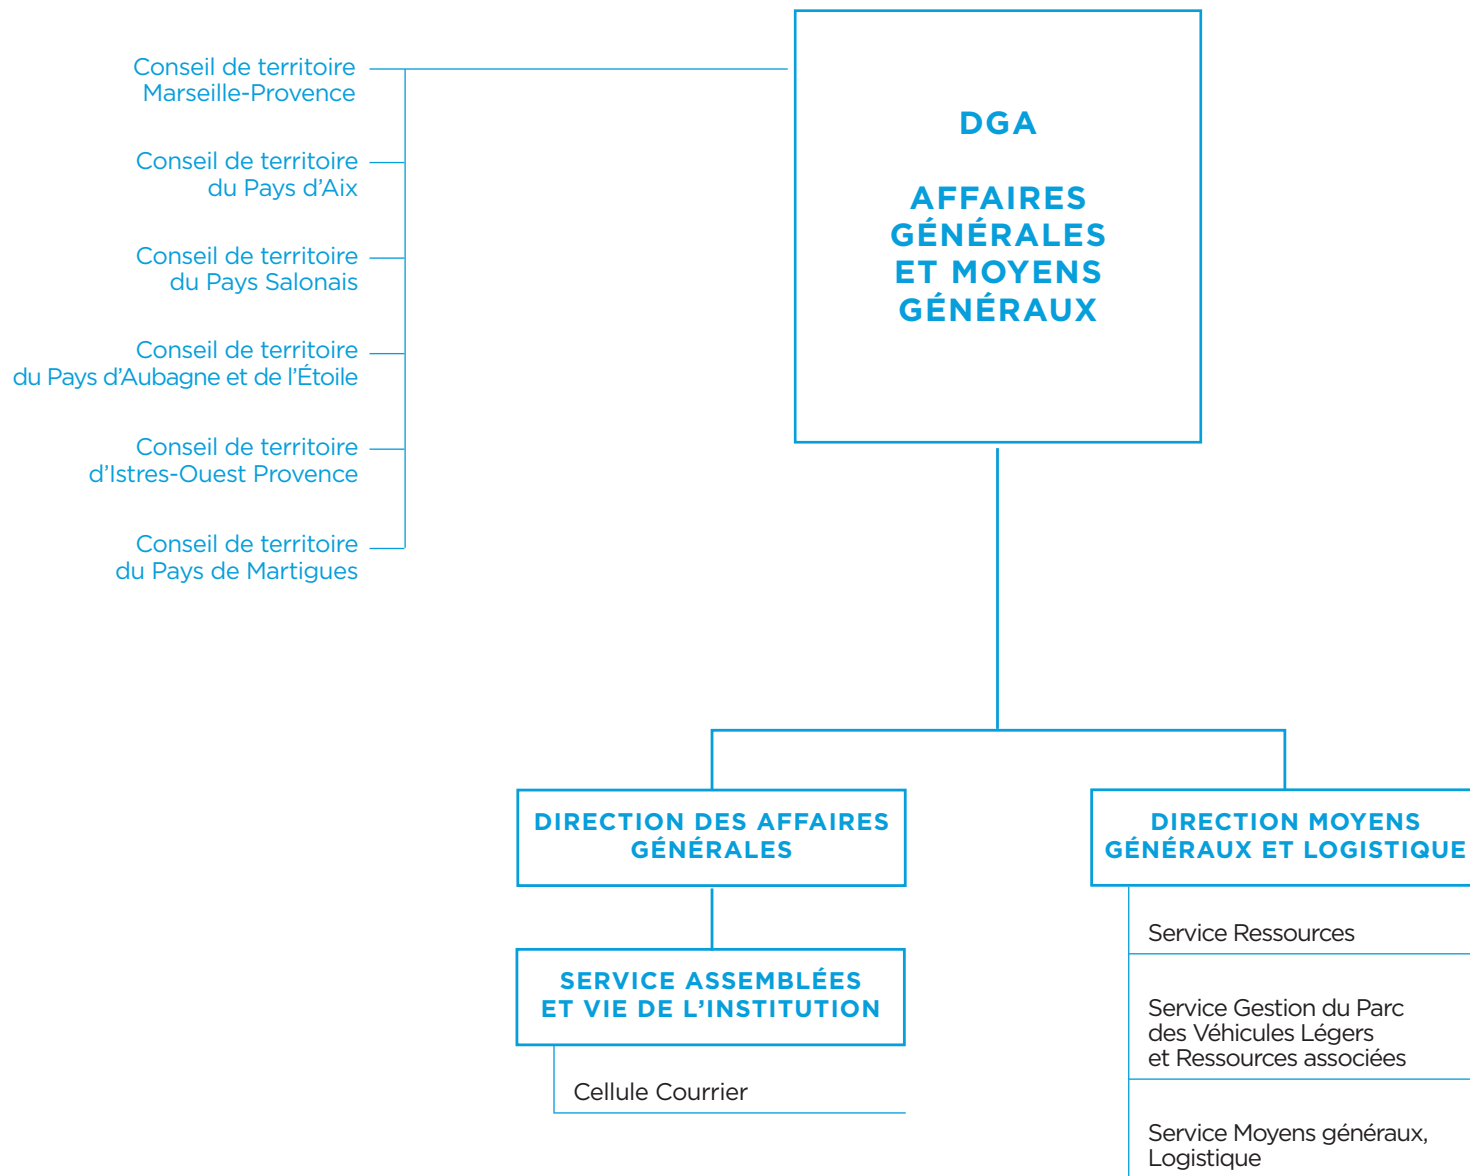 Conseil de territoire
Marseille-Provence
Conseil de territoire
du Pays d’Aix
Conseil de territoire
du Pays Salonais
Conseil de territoire
du Pays d’Aubagne et de l’Étoile
Conseil de territoire
d’Istres-Ouest Provence
Conseil de territoire
du Pays de Martigues
DGA
AFFAIRES
GÉNÉRALES
ET MOYENS
GÉNÉRAUX
DIRECTION DES AFFAIRES
GÉNÉRALES
SERVICE ASSEMBLÉES
ET VIE DE L’INSTITUTION
Cellule Courrier
DIRECTION MOYENS
GÉNÉRAUX ET LOGISTIQUE
Service Ressources
Service Gestion du Parc
des Véhicules Légers
et Ressources associées
Service Moyens généraux,
Logistique